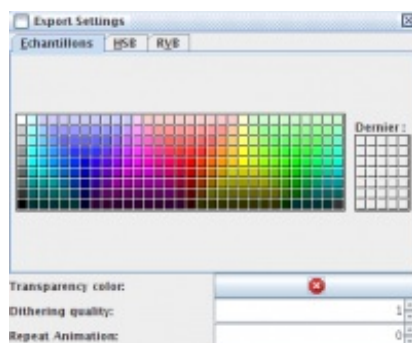 Export Settings
Echantillons HSB RVB
Dernier :
Transparency color:
Dithering quality: 1
Repeat Animation: 0